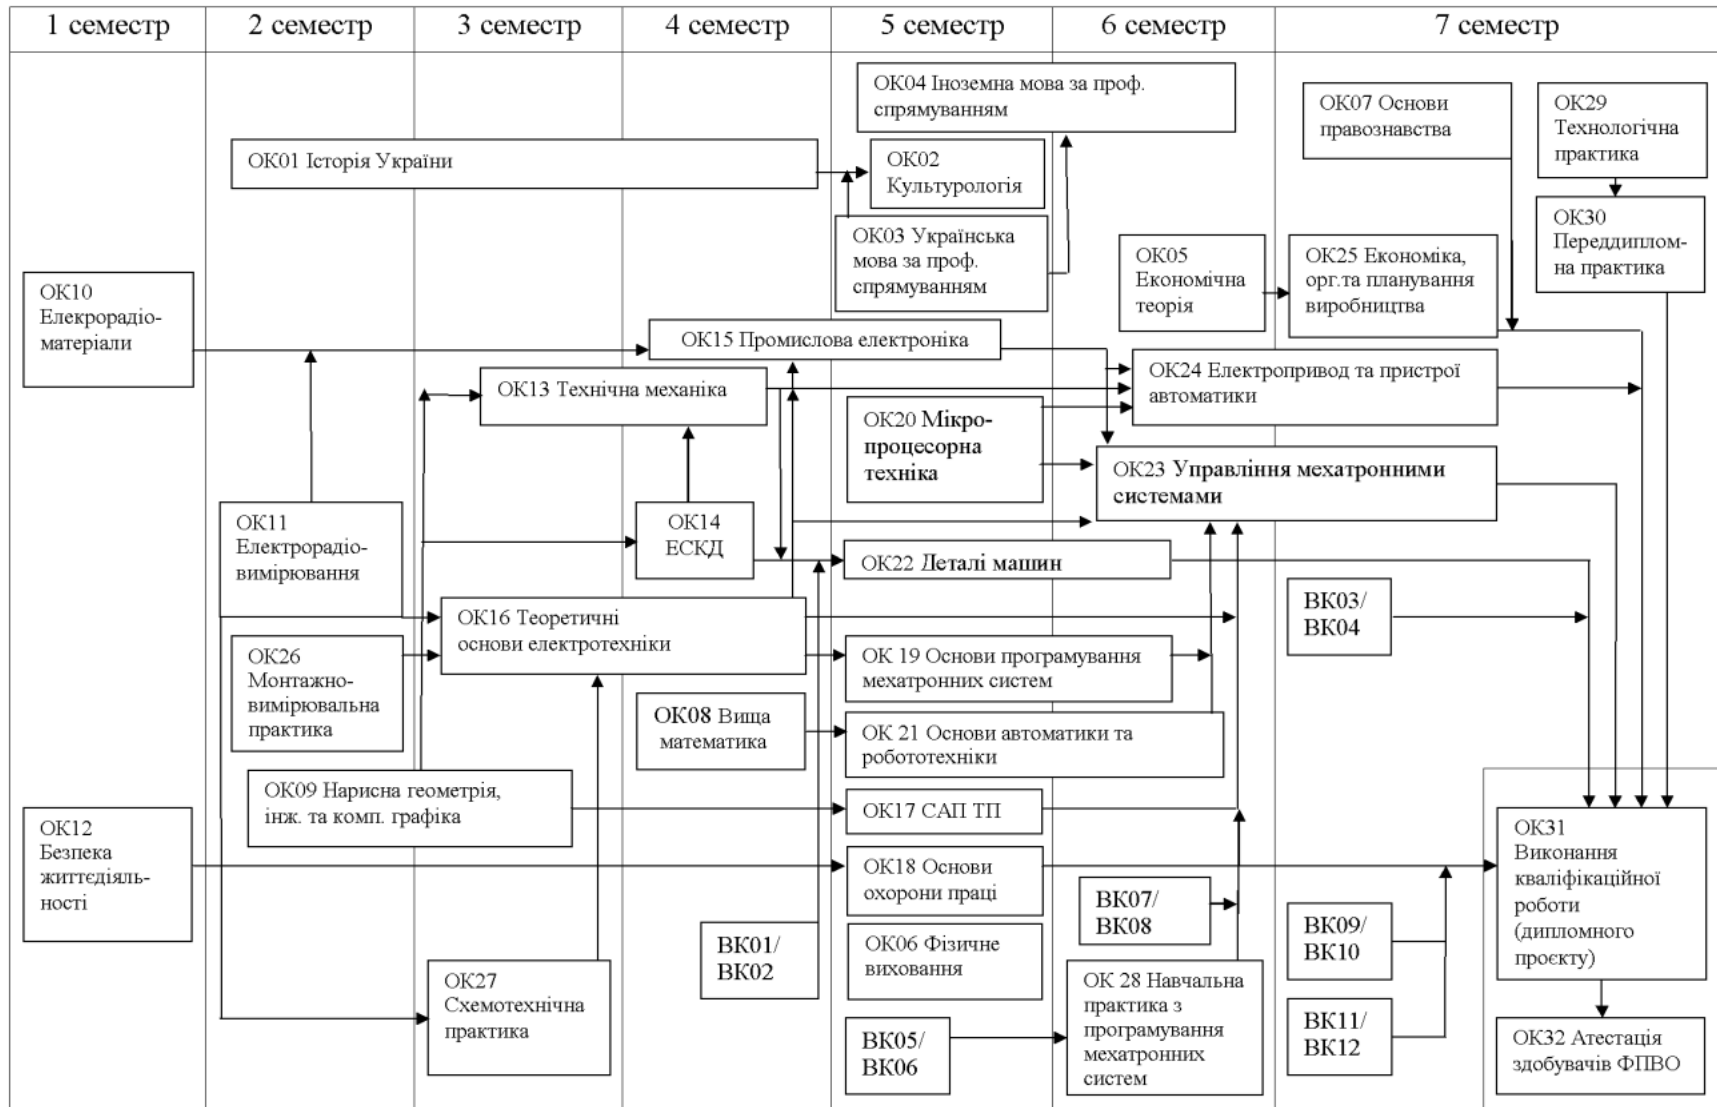 1 семестр
2 семестр
3 семестр
4 семестр
5 семестр
6 семестр
7 семестр
ОК04 Іноземна мова за проф.
спрямуванням
ОК07 Основи
правознавства
ОК29
Технологічна
практика
ОК01 Історія України
ОК02
Культурологія
ОК03 Українська
мова за проф.
спрямуванням
ОК05
Економічна
теорія
ОК25 Економіка,
орг.та планування
виробництва
ОК30
Переддиплом-
на практика
ОК10
Елекрорадіо-
матеріали
ОК15 Промислова електроніка
ОК13 Технічна механіка
ОК24 Електропривод та пристрої
автоматики
ОК20 Мікро-
процесорна
техніка
ОК23 Управління мехатронними
системами
ОК11
Електрорадіо-
вимірювання
ОК14
ЕСКД
ОК22 Деталі машин
ВК03/
ВК04
ОК16 Теоретичні
основи електротехніки
ОК26
Монтажно-
вимірювальна
практика
ОК 19 Основи програмування
мехатронних систем
ОК08 Вища
математика
ОК 21 Основи автоматики та
робототехніки
ОК09 Нарисна геометрія,
інж. та комп. графіка
ОК17 САП ТП
ОК12
Безпека
життєдіяль-
ності
ОК18 Основи
охорони праці
ВК07/
ВК08
ОК31
Виконання
кваліфікаційної
роботи
(дипломного
проєкту)
ВК09/
ВК10
ВК01/
ВК02
ОК06 Фізичне
виховання
ОК27
Схемотехнічна
практика
ОК 28 Навчальна
практика з
програмування
мехатронних
систем
ВК05/
ВК06
ВК11/
ВК12
ОК32 Атестація
здобувачів ФПВО